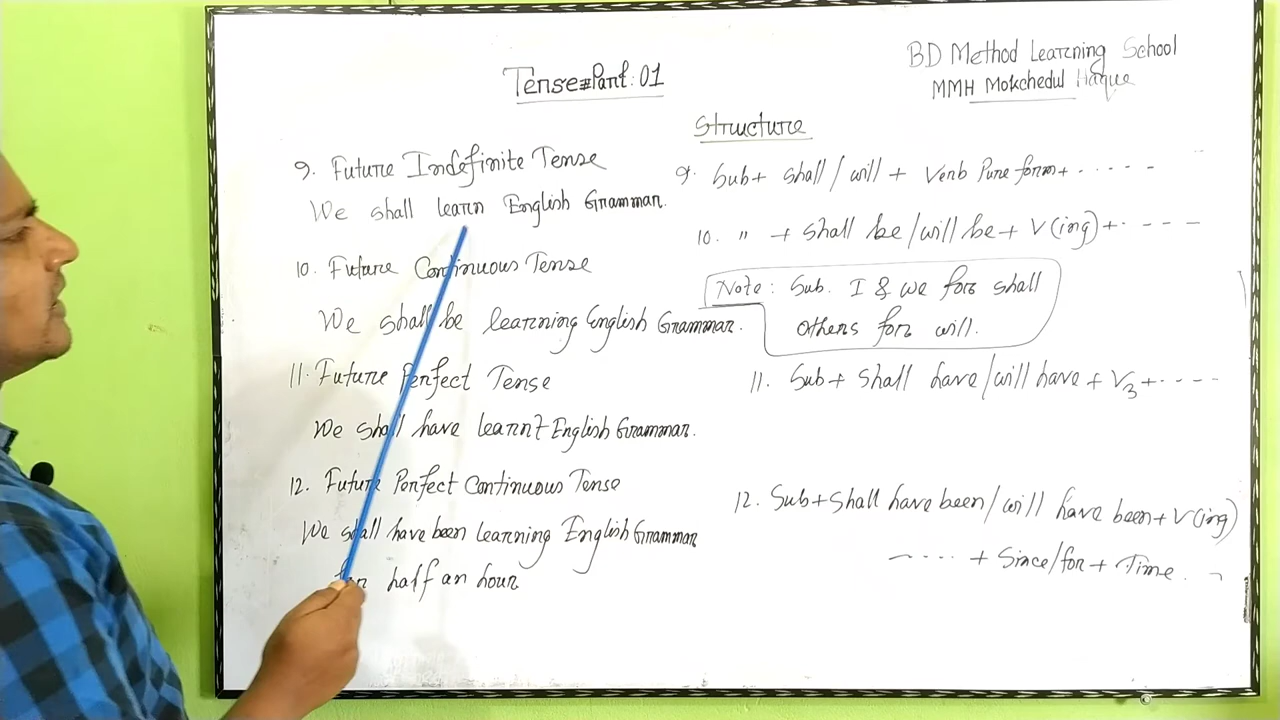 Tense Part: 01
BD Method Learning School
MMH Mokchedul Haque
Structure
9. Future Indefinite Tense
We shall learn English Grammar.
10. Future Continuous Tense
We shall be learning English Grammar.
11. Future Perfect Tense
We shall have learnt English Grammar.
12. Future Perfect Continuous Tense
We shall have been learning English Grammar
for half an hour
9. Sub+ shall/will + Verb Pure form+ .....
10. " + shall be/will be + V(ing)+ ....
Note: Sub. I & we for shall
others for will.
11. Sub+ shall have/will have + V3 + ....
12. Sub+shall have been/will have been+ V(ing)
..... + Since/for + Time.